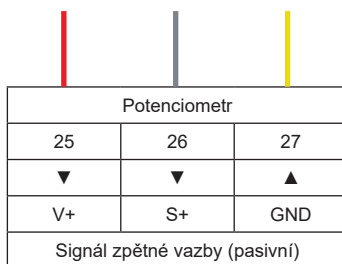 Potenciometr
25 26 27
▼ ▼ ▲
V+ S+ GND
Signál zpětné vazby (pasivní)